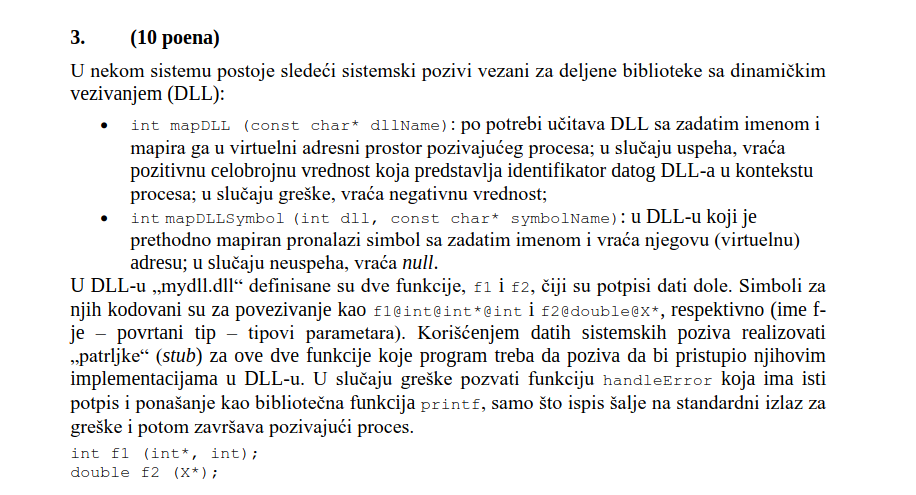 3. (10 poena)
U nekom sistemu postoje sledeći sistemski pozivi vezani za deljene biblioteke sa dinamičkim
vezivanjem (DLL):
• int mapDLL (const char* dllName): po potrebi učitava DLL sa zadatim imenom i
mapira ga u virtuelni adresni prostor pozivajućeg procesa; u slučaju uspeha, vraća
pozitivnu celobrojnu vrednost koja predstavlja identifikator datog DLL-a u kontekstu
procesa; u slučaju greške, vraća negativnu vrednost;
• int mapDLLSymbol (int dll, const char* symbolName): u DLL-u koji je
prethodno mapiran pronalazi simbol sa zadatim imenom i vraća njegovu (virtuelnu)
adresu; u slučaju neuspeha, vraća null.
U DLL-u „mydll.dll“ definisane su dve funkcije, f1 i f2, čiji su potpisi dati dole. Simboli za
njih kodovani su za povezivanje kao f1@int@int*@int i f2@double@X*, respektivno (ime f-
je – povrtani tip – tipovi parametara). Korišćenjem datih sistemskih poziva realizovati
„patrljke“ (stub) za ove dve funkcije koje program treba da poziva da bi pristupio njihovim
implementacijama u DLL-u. U slučaju greške pozvati funkciju handleError koja ima isti
potpis i ponašanje kao bibliotečna funkcija printf, samo što ispis šalje na standardni izlaz za
greške i potom završava pozivajući proces.
int f1 (int*, int);
double f2 (X*);